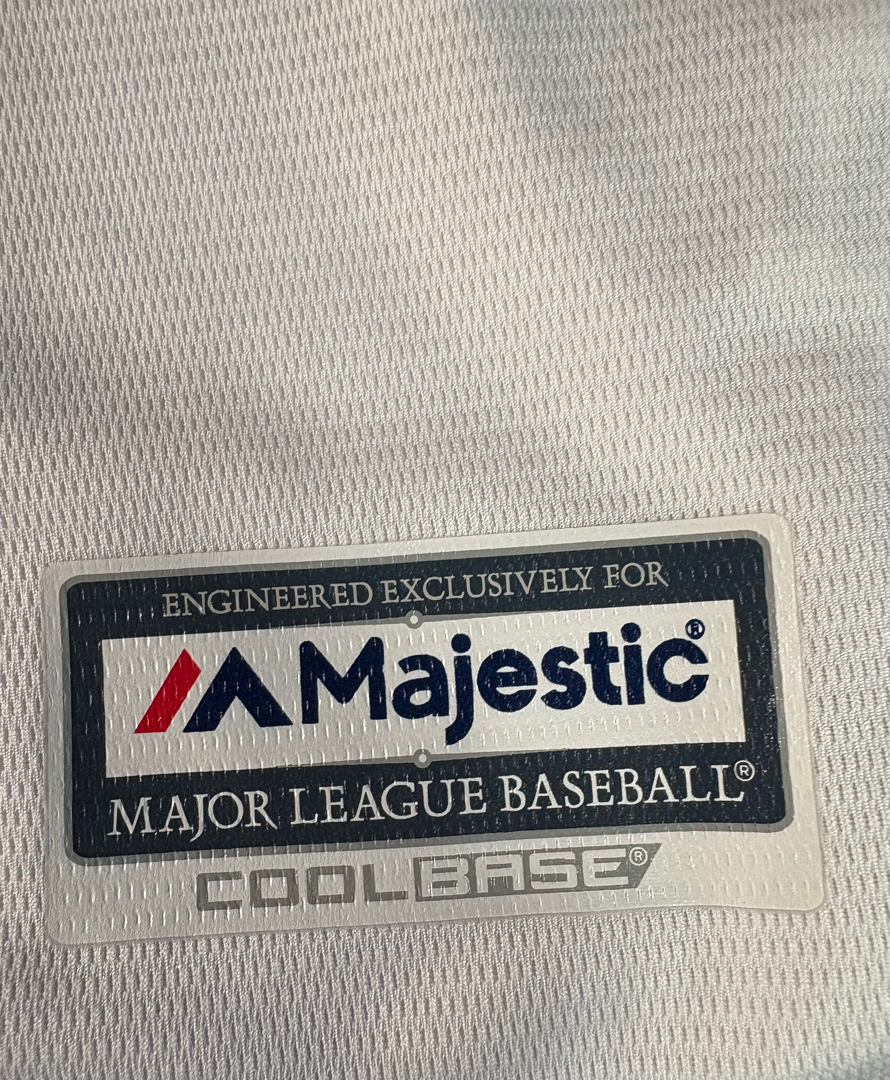 ENGINEERED EXCLUSIVELY FOR
Majestic®
MAJOR LEAGUE BASEBALL®
COOLBASE®